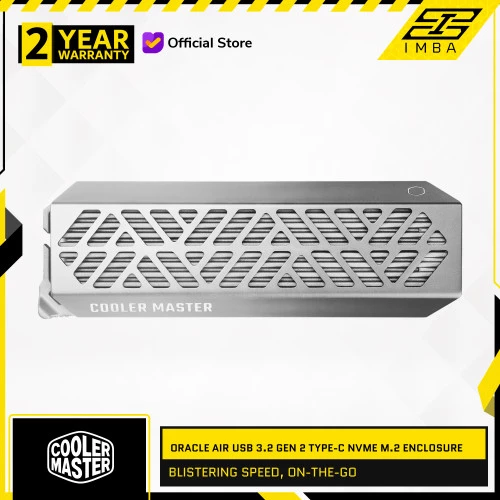 2 YEAR
WARRANTY
Official Store
IMBA
COOLER MASTER
COOLER
MASTER
ORACLE AIR USB 3.2 GEN 2 TYPE-C NVME M.2 ENCLOSURE
BLISTERING SPEED, ON-THE-GO